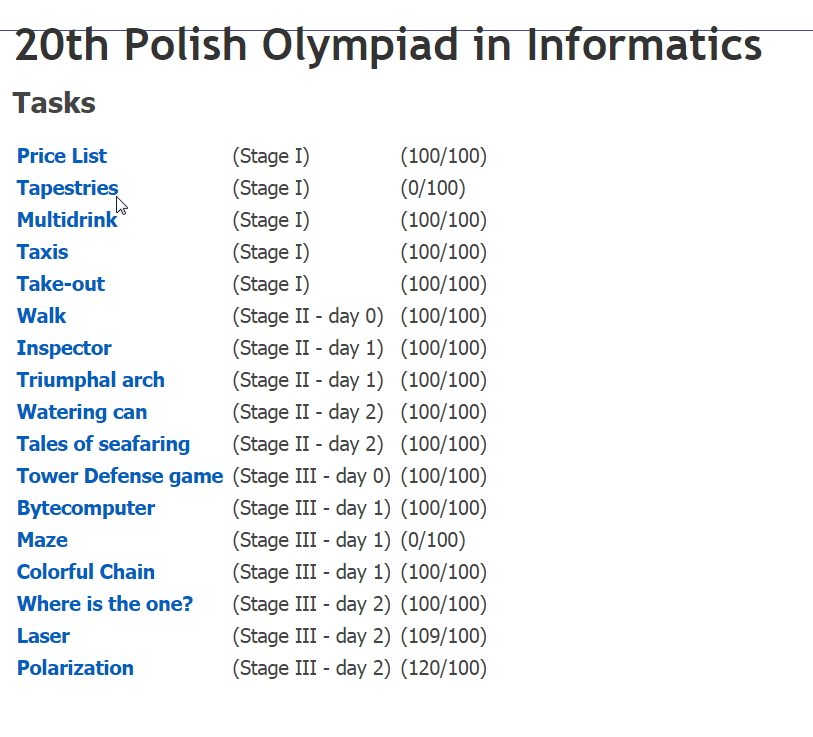 20th Polish Olympiad in Informatics
Tasks
Price List (Stage I) (100/100)
Tapestries (Stage I) (0/100)
Multidrink (Stage I) (100/100)
Taxis (Stage I) (100/100)
Take-out (Stage I) (100/100)
Walk (Stage II - day 0) (100/100)
Inspector (Stage II - day 1) (100/100)
Triumphal arch (Stage II - day 1) (100/100)
Watering can (Stage II - day 2) (100/100)
Tales of seafaring (Stage II - day 2) (100/100)
Tower Defense game (Stage III - day 0) (100/100)
Bytecomputer (Stage III - day 1) (100/100)
Maze (Stage III - day 1) (0/100)
Colorful Chain (Stage III - day 1) (100/100)
Where is the one? (Stage III - day 2) (100/100)
Laser (Stage III - day 2) (109/100)
Polarization (Stage III - day 2) (120/100)